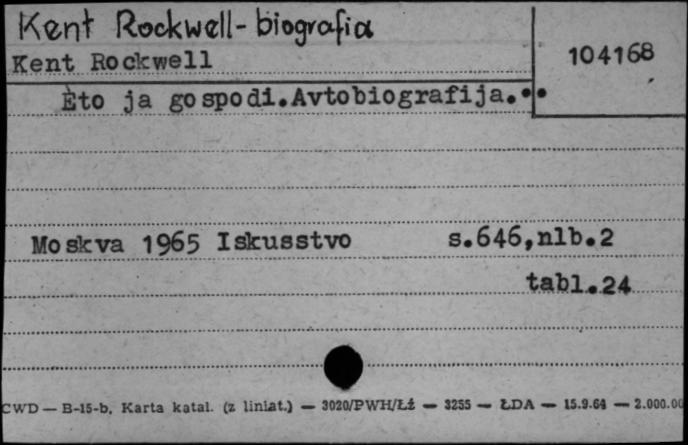 Kent Rockwell - biografia
Kent Rockwell
104168
Èto ja gospodi.Avtobiografija...
Moskva 1965 Iskusstvo s.646,nlb.2
tabl.24
CWD — B-15-b. Karta katal. (z liniat.) — 3020/PWH/Łź — 3255 — ŁDA — 15.9.64 — 2.000.00